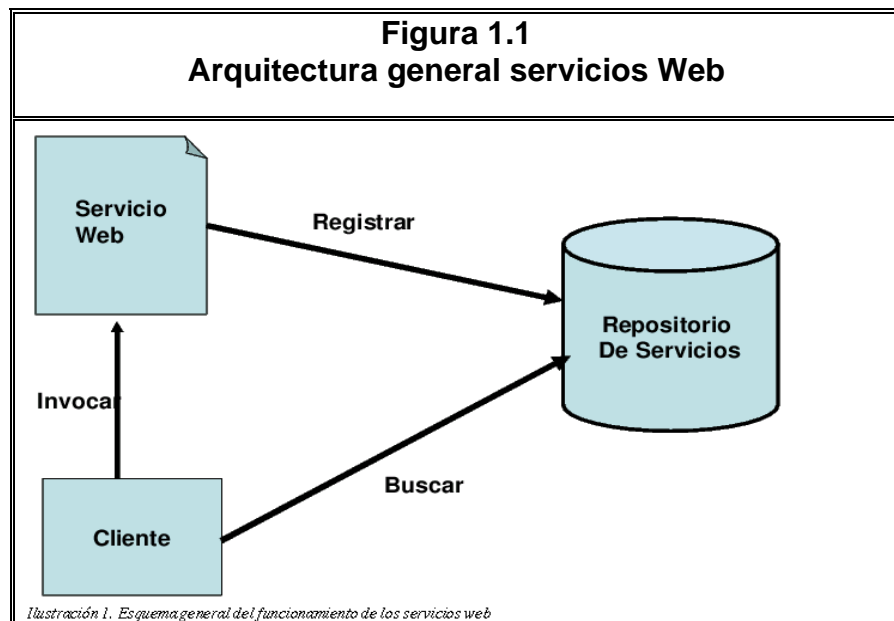 Figura 1.1
Arquitectura general servicios Web
Servicio
Web
Registrar
Repositorio
De Servicios
Invocar
Buscar
Cliente
Ilustración 1. Esquema general del funcionamiento de los servicios web